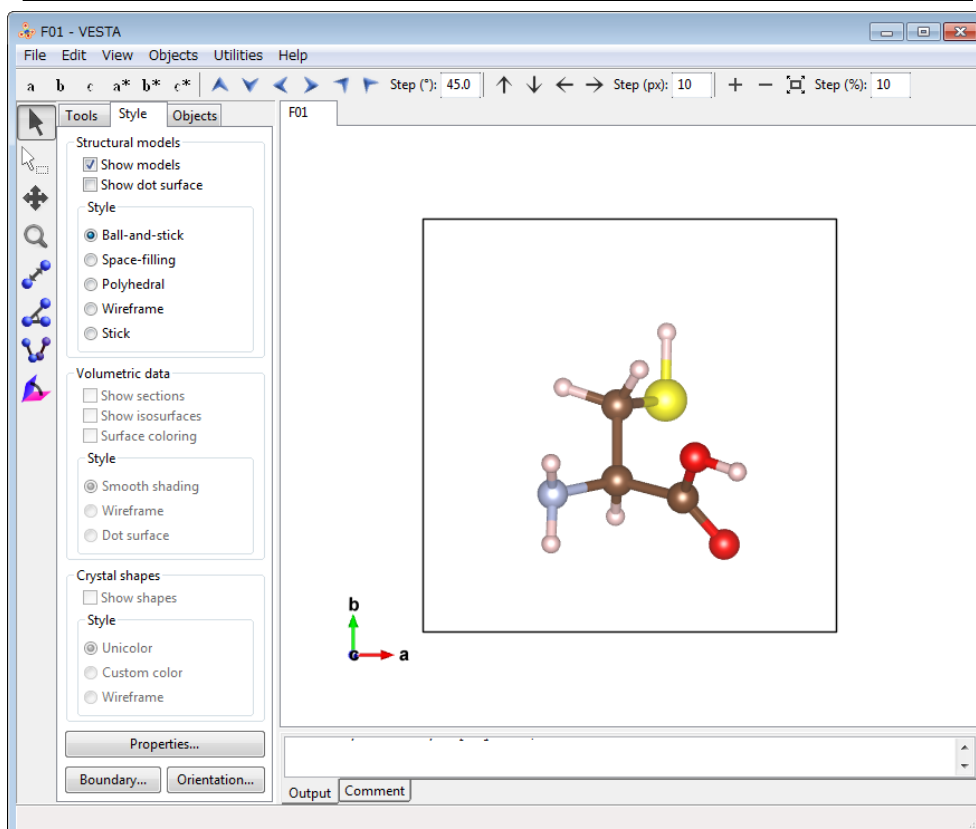 F01 - VESTA
File Edit View Objects Utilities Help
a b c a* b* c* Step (°): 45.0 Step (px): 10 Step (%): 10
Tools Style Objects
F01
Structural models
Show models
Show dot surface
Style
Ball-and-stick
Space-filling
Polyhedral
Wireframe
Stick
Volumetric data
Show sections
Show isosurfaces
Surface coloring
Style
Smooth shading
Wireframe
Dot surface
Crystal shapes
Show shapes
Style
Unicolor
Custom color
Wireframe
Properties...
Boundary... Orientation...
b
c a
Output Comment